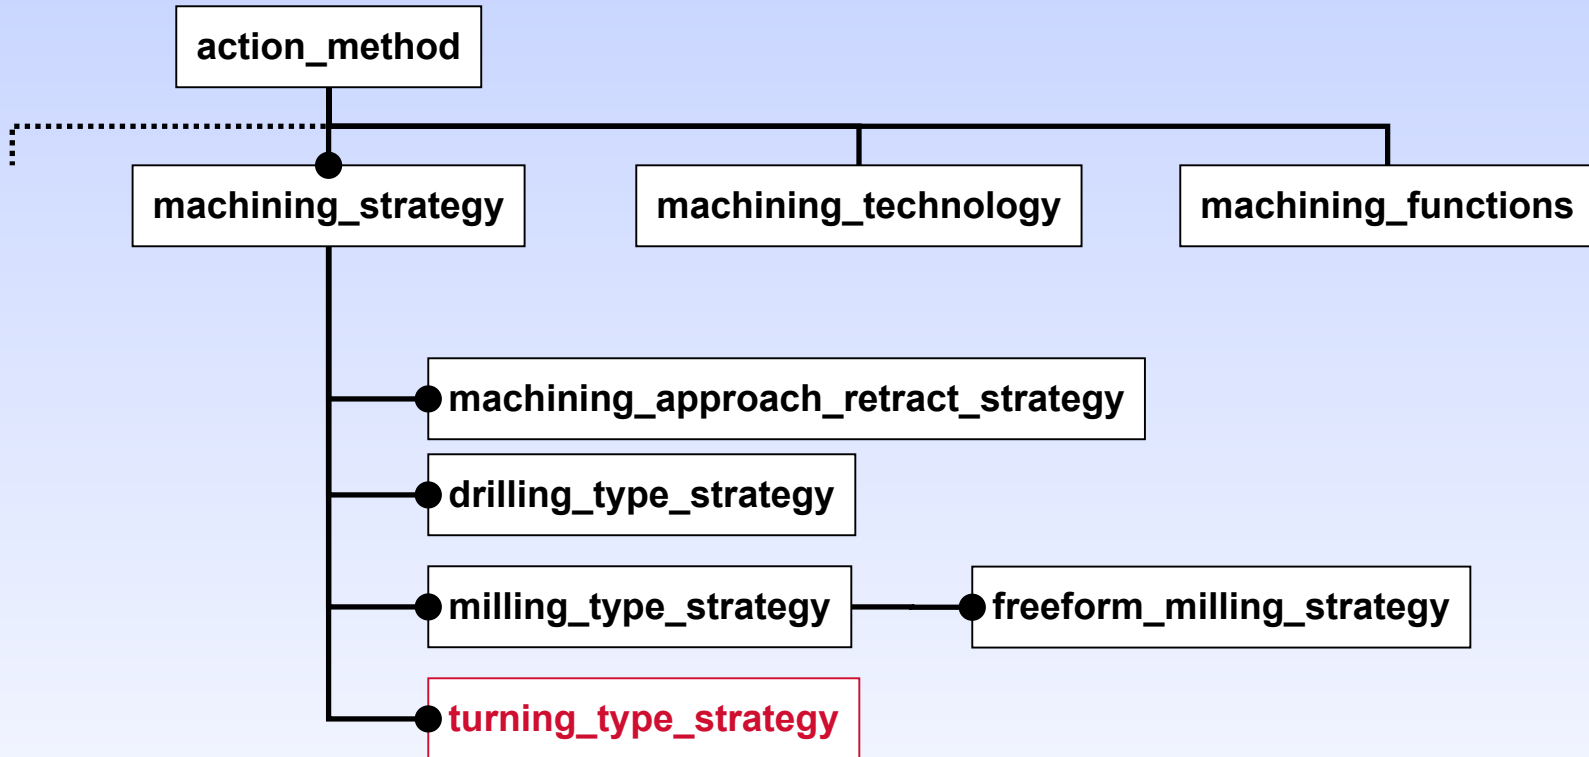 action_method
machining_strategy
machining_technology
machining_functions
machining_approach_retract_strategy
drilling_type_strategy
milling_type_strategy
freeform_milling_strategy
turning_type_strategy